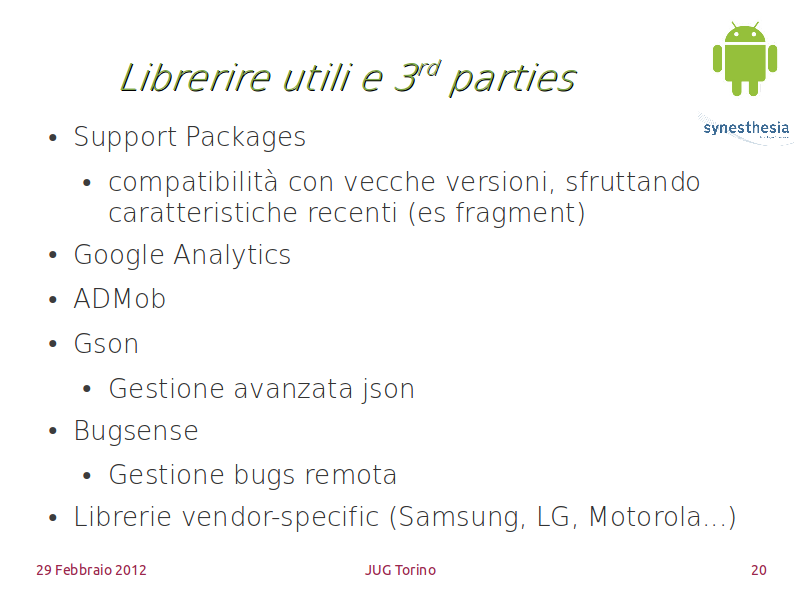 Librerire utili e 3rd parties
synesthesia
• Support Packages
• compatibilità con vecche versioni, sfruttando
caratteristiche recenti (es fragment)
• Google Analytics
• ADMob
• Gson
• Gestione avanzata json
• Bugsense
• Gestione bugs remota
• Librerie vendor-specific (Samsung, LG, Motorola...)
29 Febbraio 2012
JUG Torino
20